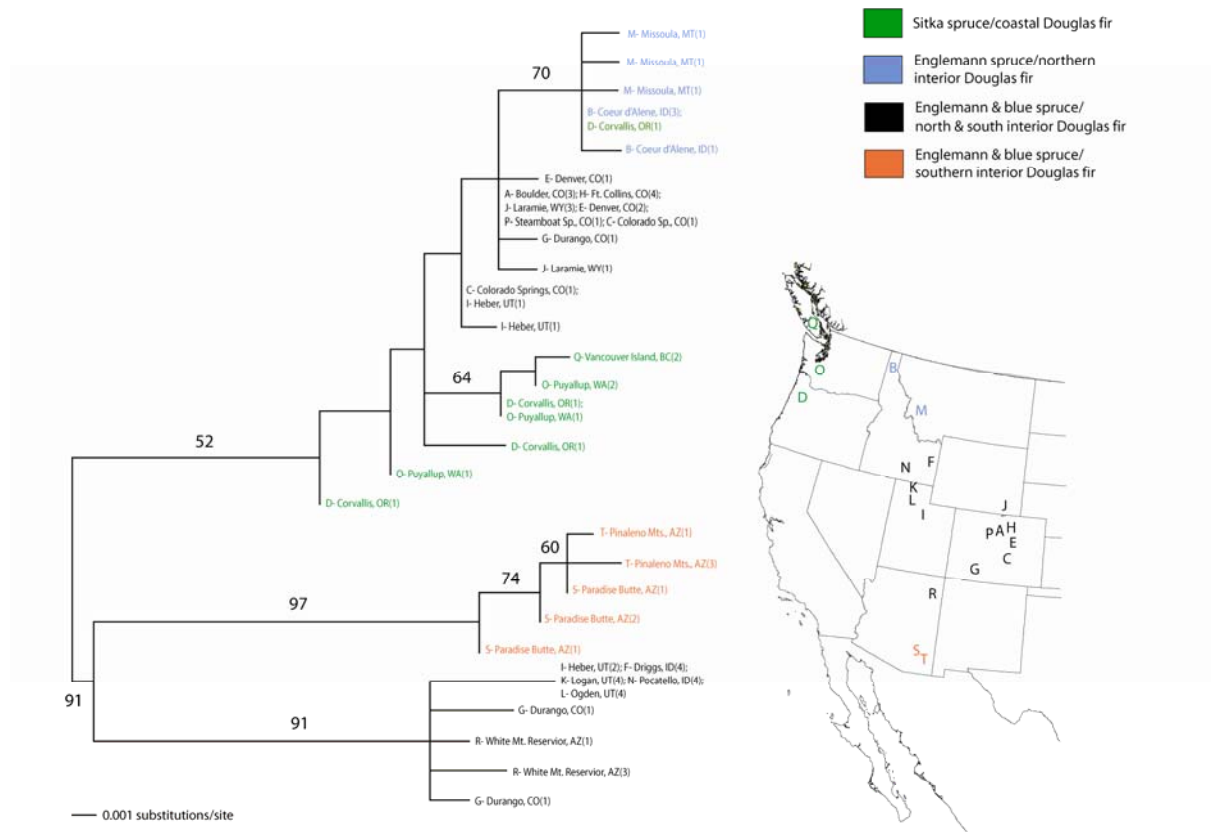 M- Missoula, MT(1)
M- Missoula, MT(1)
70
M- Missoula, MT(1)
B- Coeur d'Alene, ID(3);
D- Corvallis, OR(1)
B- Coeur d'Alene, ID(1)
E- Denver, CO(1)
A- Boulder, CO(3); H- Ft. Collins, CO(4);
J- Laramie, WY(3); E- Denver, CO(2);
P- Steamboat Sp., CO(1); C- Colorado Sp., CO(1)
G- Durango, CO(1)
J- Laramie, WY(1)
C- Colorado Springs, CO(1);
I- Heber, UT(1)
I- Heber, UT(1)
Q- Vancouver Island, BC(2)
64
O- Puyallup, WA(2)
D- Corvallis, OR(1);
O- Puyallup, WA(1)
D- Corvallis, OR(1)
52
O- Puyallup, WA(1)
D- Corvallis, OR(1)
T- Pinaleno Mts., AZ(1)
60
T- Pinaleno Mts., AZ(3)
74
S- Paradise Butte, AZ(1)
97
S- Paradise Butte, AZ(2)
S- Paradise Butte, AZ(1)
I- Heber, UT(2); F- Driggs, ID(4);
K- Logan, UT(4); N- Pocatello, ID(4);
L- Ogden, UT(4)
91
G- Durango, CO(1)
91
R- White Mt. Reservior, AZ(1)
R- White Mt. Reservior, AZ(3)
G- Durango, CO(1)
0.001 substitutions/site
Sitka spruce/coastal Douglas fir
Englemann spruce/northern
interior Douglas fir
Englemann & blue spruce/
north & south interior Douglas fir
Englemann & blue spruce/
southern interior Douglas fir
Q
O
B
D
M
N F
K
L
I
J
P A H
E
C
G
R
S T